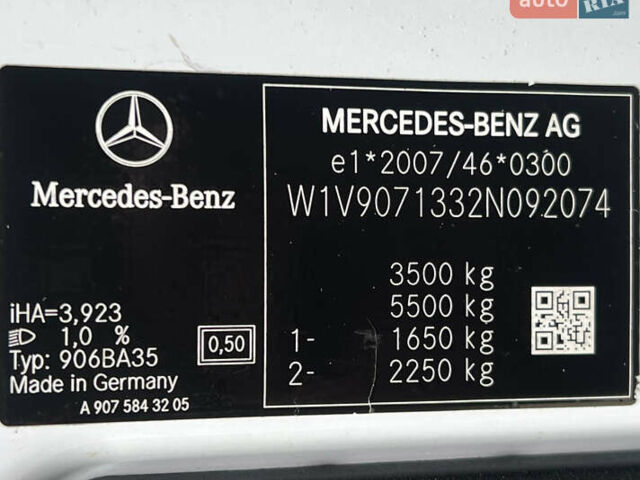 auto RIA
Mercedes-Benz
iHA=3,923
1,0 %
Typ: 906BA35
Made in Germany
A 907 584 32 05
0,50
MERCEDES-BENZ AG
e1*2007/46*0300
W1V9071332N092074
3500 kg
5500 kg
1- 1650 kg
2- 2250 kg